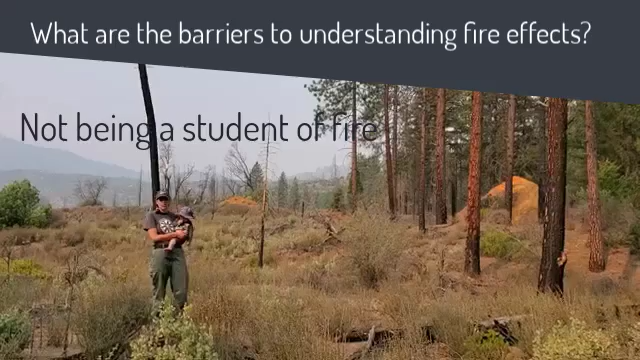 What are the barriers to understanding fire effects?
Not being a student of fire